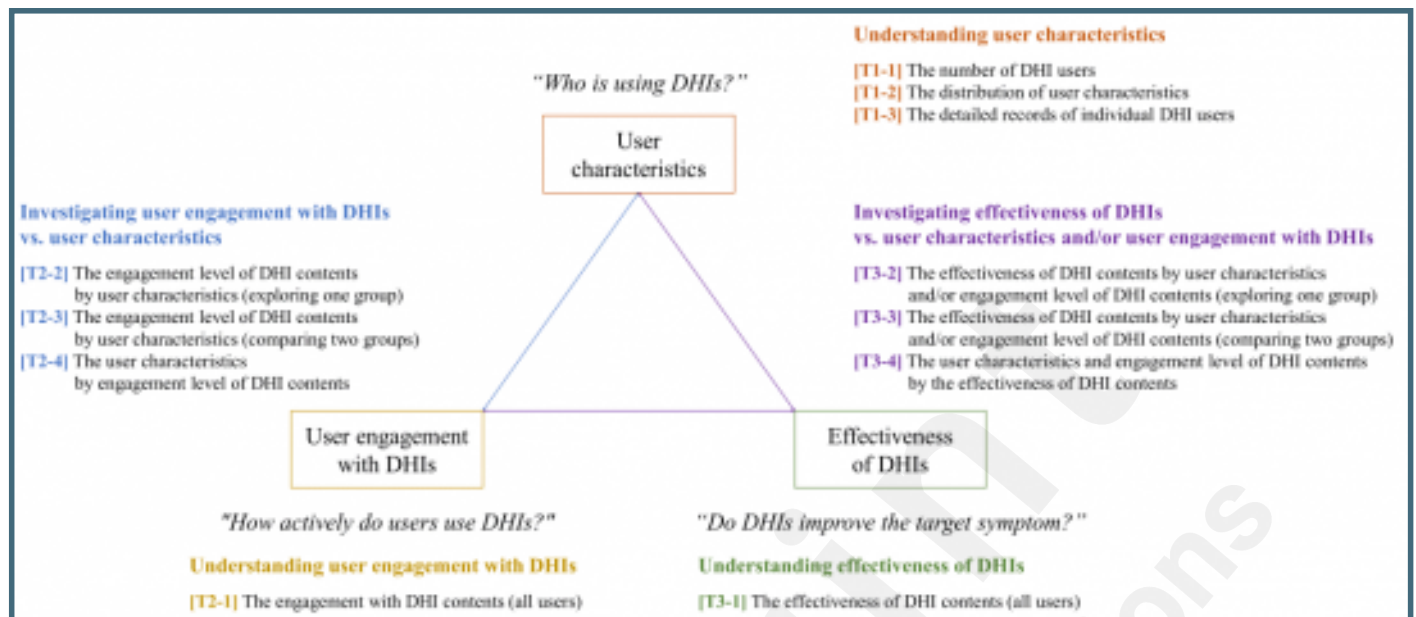 Understanding user characteristics
[T1-1] The number of DHI users
[T1-2] The distribution of user characteristics
[T1-3] The detailed records of individual DHI users
“Who is using DHIs?”
User
characteristics
Investigating user engagement with DHIs
vs. user characteristics
[T2-2] The engagement level of DHI contents
by user characteristics (exploring one group)
[T2-3] The engagement level of DHI contents
by user characteristics (comparing two groups)
[T2-4] The user characteristics
by engagement level of DHI contents
Investigating effectiveness of DHIs
vs. user characteristics and/or user engagement with DHIs
[T3-2] The effectiveness of DHI contents by user characteristics
and/or engagement level of DHI contents (exploring one group)
[T3-3] The effectiveness of DHI contents by user characteristics
and/or engagement level of DHI contents (comparing two groups)
[T3-4] The user characteristics and engagement level of DHI contents
by the effectiveness of DHI contents
User engagement
with DHIs
Effectiveness
of DHIs
"How actively do users use DHIs?"
“Do DHIs improve the target symptom?”
Understanding user engagement with DHIs
[T2-1] The engagement with DHI contents (all users)
Understanding effectiveness of DHIs
[T3-1] The effectiveness of DHI contents (all users)